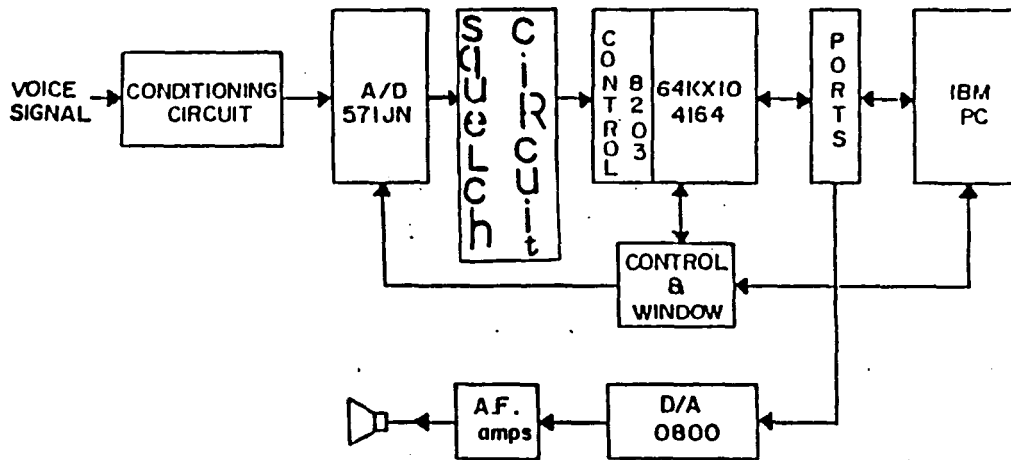 VOICE
SIGNAL
CONDITIONING
CIRCUIT
A/D
571JN
SQUELCH
CiRCUit
CONTROL
8203
64KX10
4164
PORTS
IBM
PC
CONTROL
&
WINDOW
A.F.
amps
D/A
0800